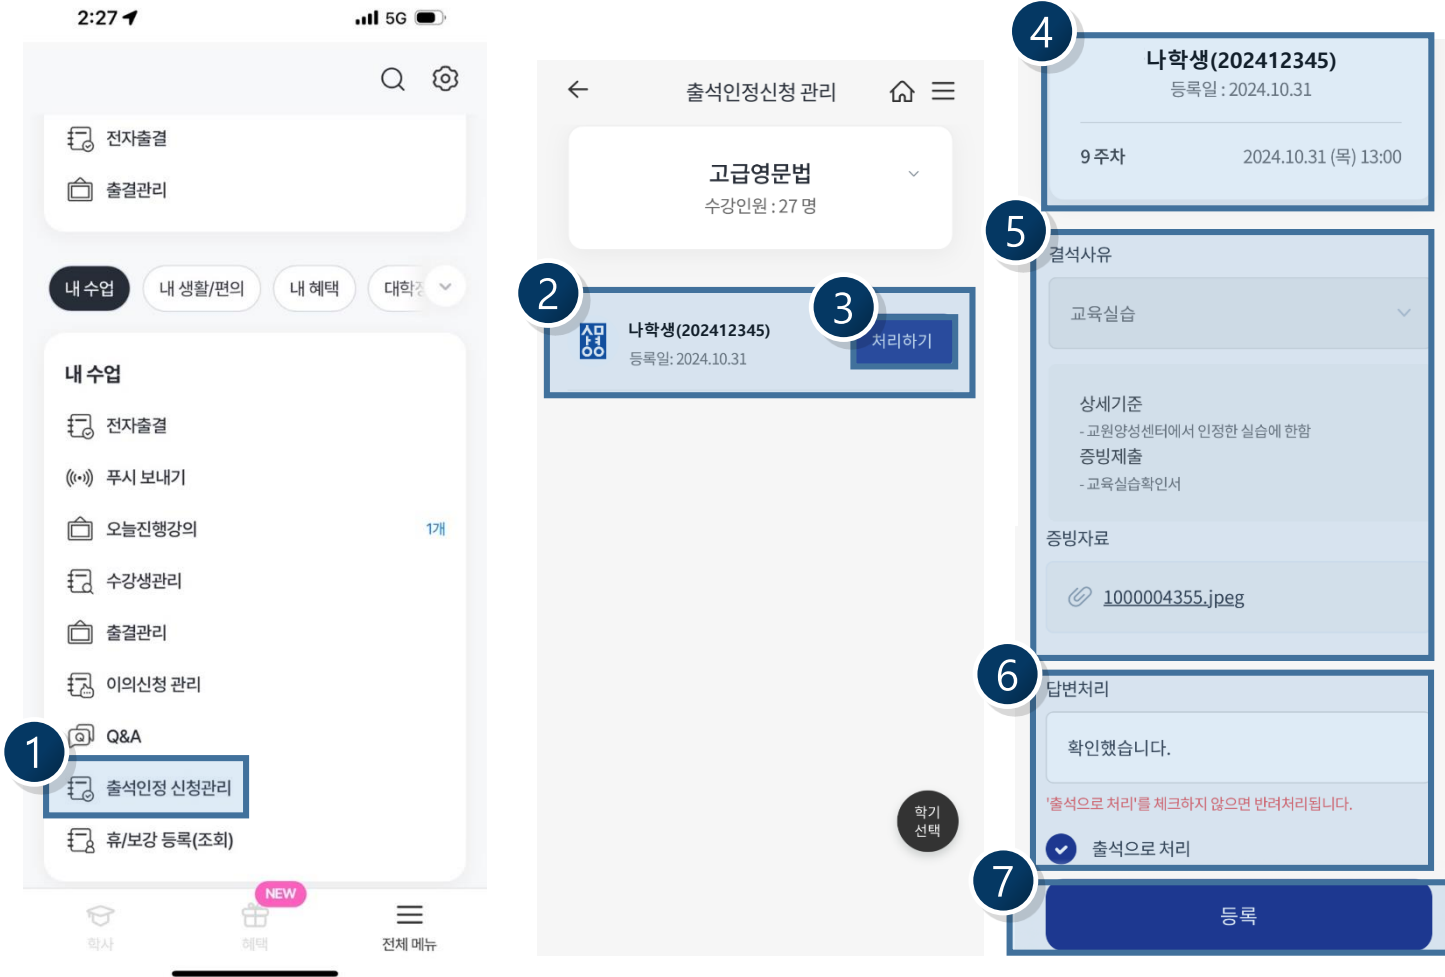 2:27
5G
전자출결
출결관리
내 수업
내 생활/편의
내 혜택
내 수업
전자출결
푸시 보내기
오늘진행강의
1개
수강생관리
출결관리
이의신청 관리
Q&A
1
출석인정 신청관리
휴/보강 등록(조회)
NEW
학사
혜택
전체 메뉴
출석인정신청 관리
고급영문법
수강인원 : 27 명
2
3
나학생(202412345)
등록일: 2024.10.31
처리하기
학기
선택
4
나학생(202412345)
등록일 : 2024.10.31
9 주차
2024.10.31 (목) 13:00
5
결석사유
교육실습
상세기준
- 교원양성센터에서 인정한 실습에 한함
증빙제출
- 교육실습확인서
증빙자료
1000004355.jpeg
6
답변처리
확인했습니다.
'출석으로 처리'를 체크하지 않으면 반려처리됩니다.
출석으로 처리
7
등록